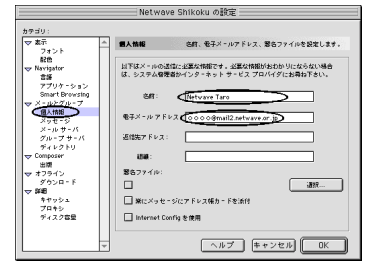 Netwave Shikoku の設定
カテゴリ：
表示
フォント
配色
Navigator
言語
アプリケーション
Smart Browsing
メールとグループ
個人情報
メッセージ
メール サーバ
グループ サーバ
ディレクトリ
Composer
出版
オフライン
ダウンロード
詳細
キャッシュ
プロキシ
ディスク容量
個人情報 名前、電子メールアドレス、署名ファイルを設定します。
以下はメールの送信に必要な情報です。必要な情報がおわかりにならない場合
は、システム管理者かインターネット サービス プロバイダにお尋ね下さい。
名前： Netwave Taro
電子メール アドレス： ○○○○@mail2.netwave.or.jp
返信先アドレス：
組織：
署名ファイル：
選択...
常にメッセージにアドレス帳カードを添付
Internet Config を使用
ヘルプ キャンセル OK